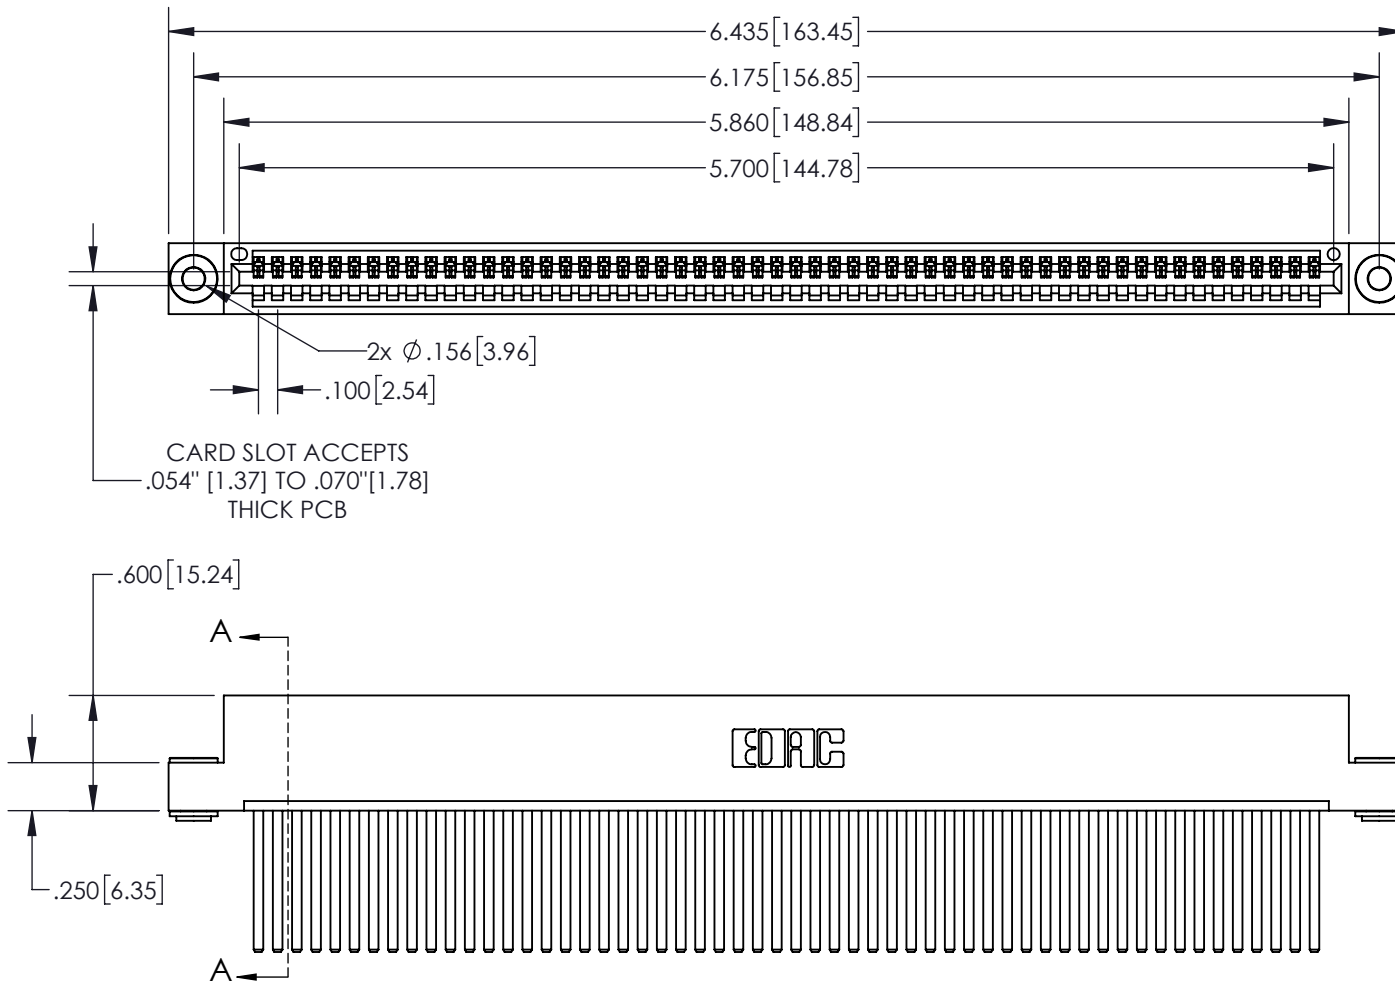 6.435[163.45]
6.175[156.85]
5.860[148.84]
5.700[144.78]
2x Ø.156[3.96]
.100[2.54]
CARD SLOT ACCEPTS
.054" [1.37] TO .070"[1.78]
THICK PCB
.600[15.24]
A
EDAC
.250[6.35]
A